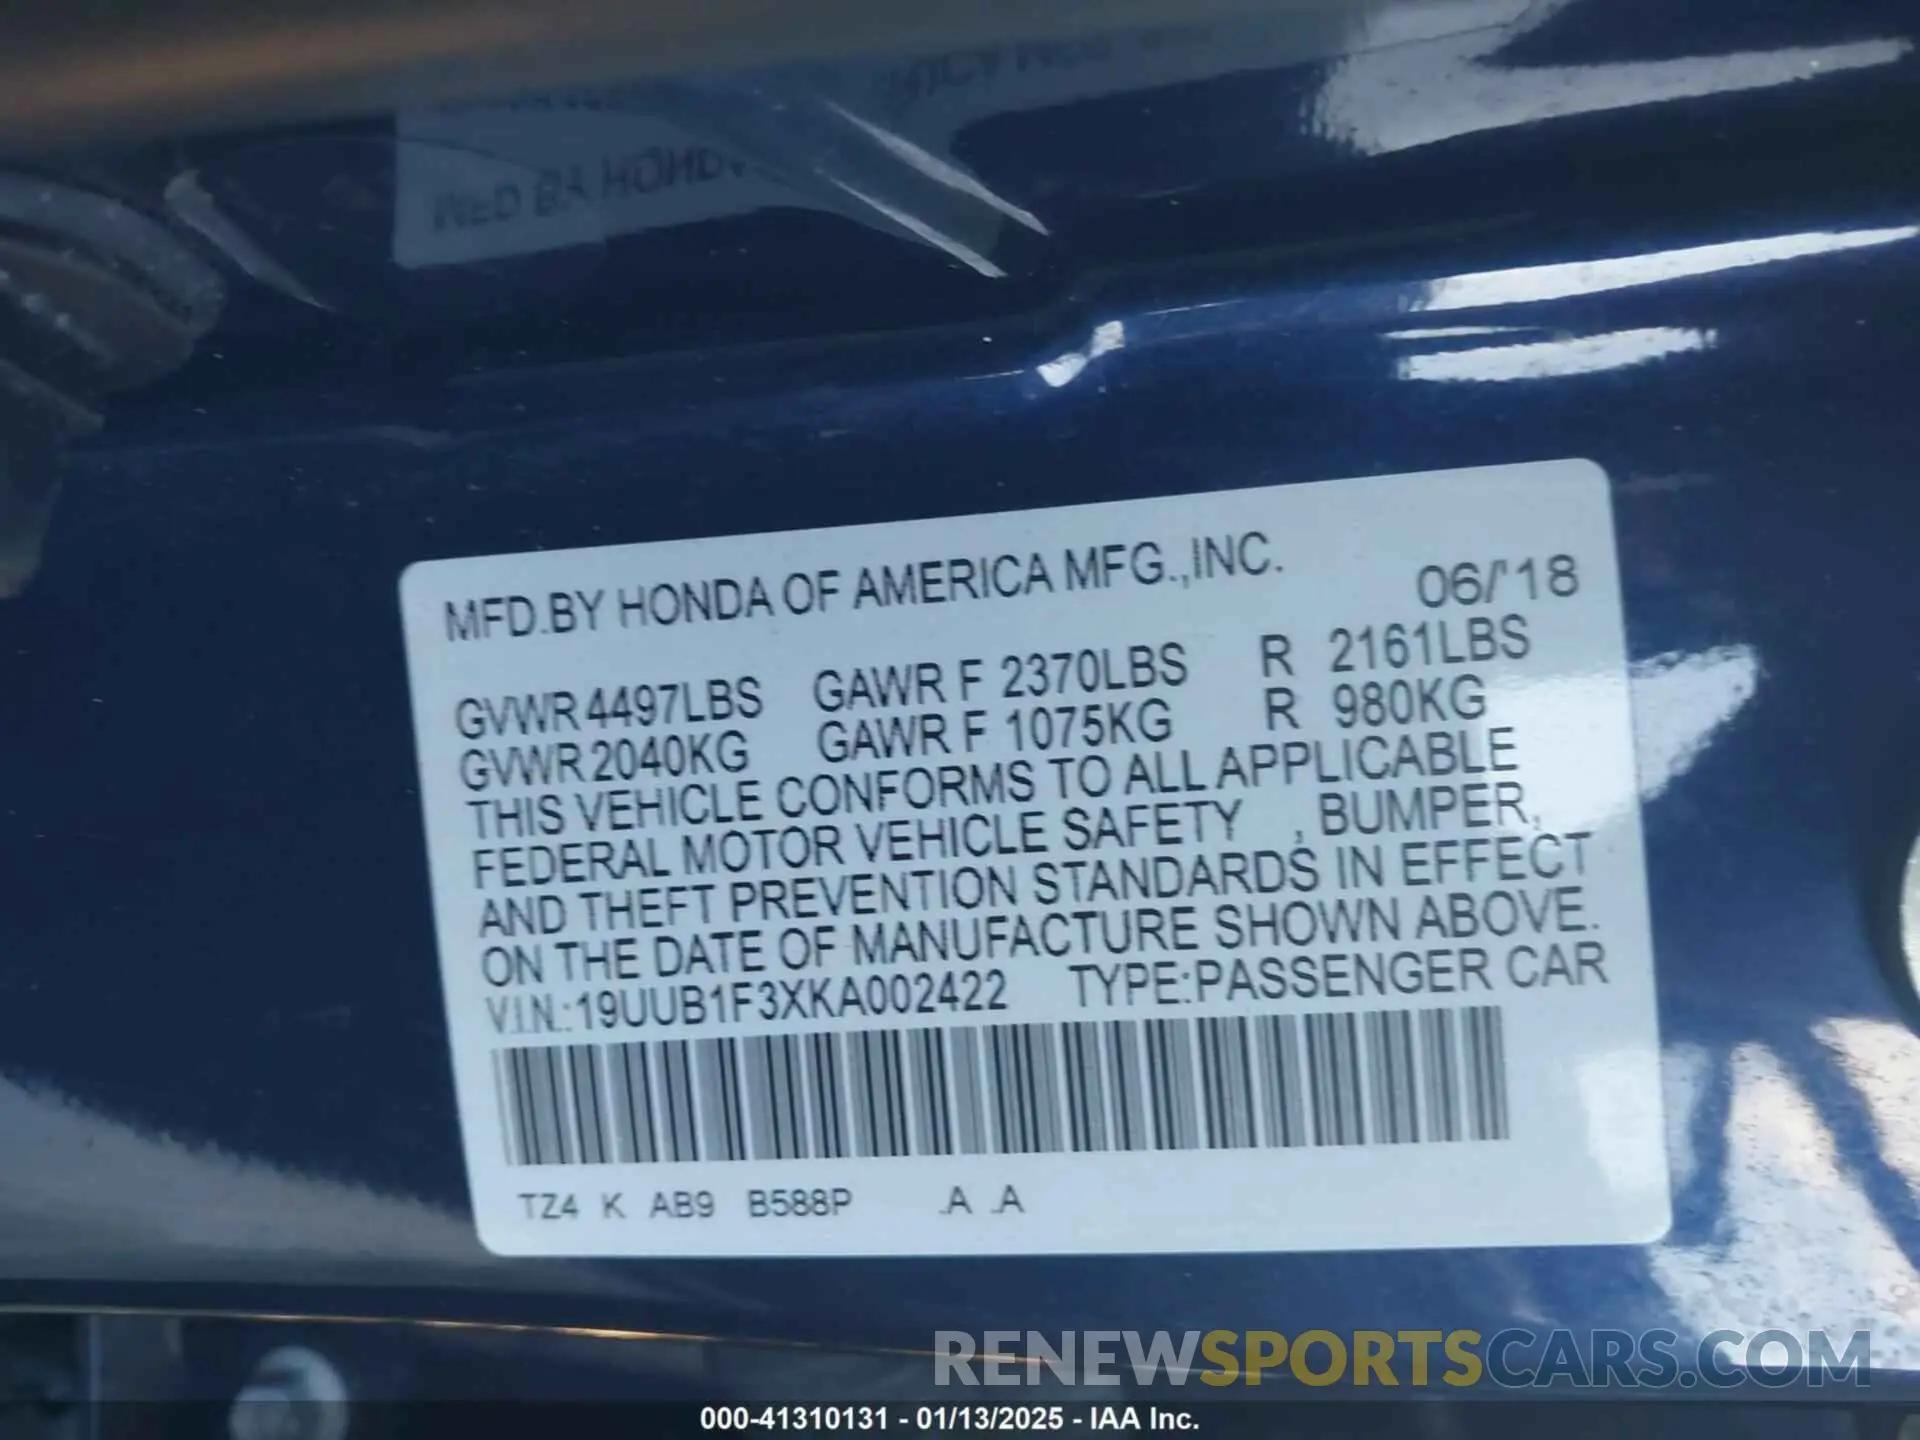 MFD.BY HONDA OF AMERICA MFG.,INC. 06/'18
GVWR 4497LBS GAWR F 2370LBS R 2161LBS
GVWR 2040KG GAWR F 1075KG R 980KG
THIS VEHICLE CONFORMS TO ALL APPLICABLE
FEDERAL MOTOR VEHICLE SAFETY , BUMPER,
AND THEFT PREVENTION STANDARDS IN EFFECT
ON THE DATE OF MANUFACTURE SHOWN ABOVE.
V.I.N.:19UUB1F3XKA002422 TYPE:PASSENGER CAR
TZ4 K AB9 B588P .A .A
RENEWSPORTSCARS.COM
000-41310131 - 01/13/2025 - IAA Inc.